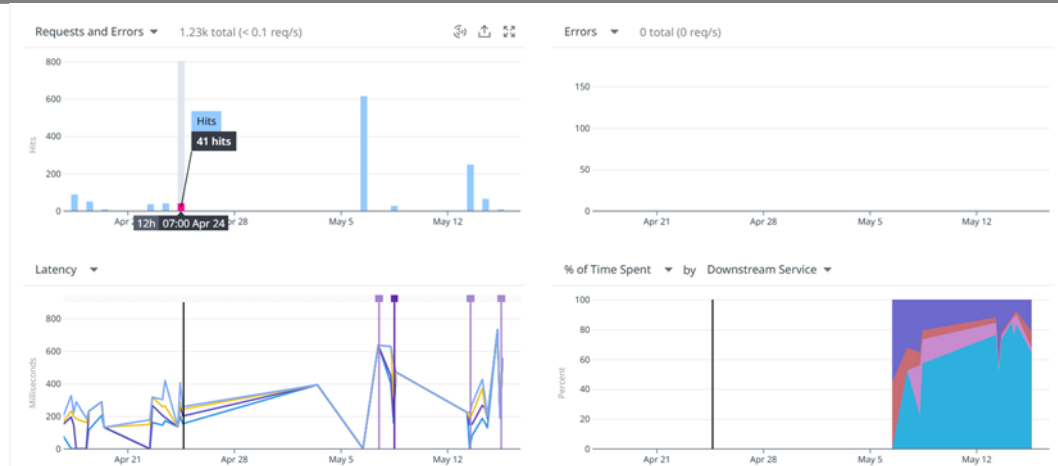 Requests and Errors 1.23k total (< 0.1 req/s)
800
600
400
200
0
Hits
Hits
41 hits
12h 07:00 Apr 24
Apr
pr 28
May 5
May 12
Errors 0 total (0 req/s)
150
100
50
0
Apr 21
Apr 28
May 5
May 12
Latency
800
600
400
200
0
Milliseconds
Apr 21
Apr 28
May 5
May 12
% of Time Spent by Downstream Service
100
80
60
40
20
0
Percent
Apr 21
Apr 28
May 5
May 12